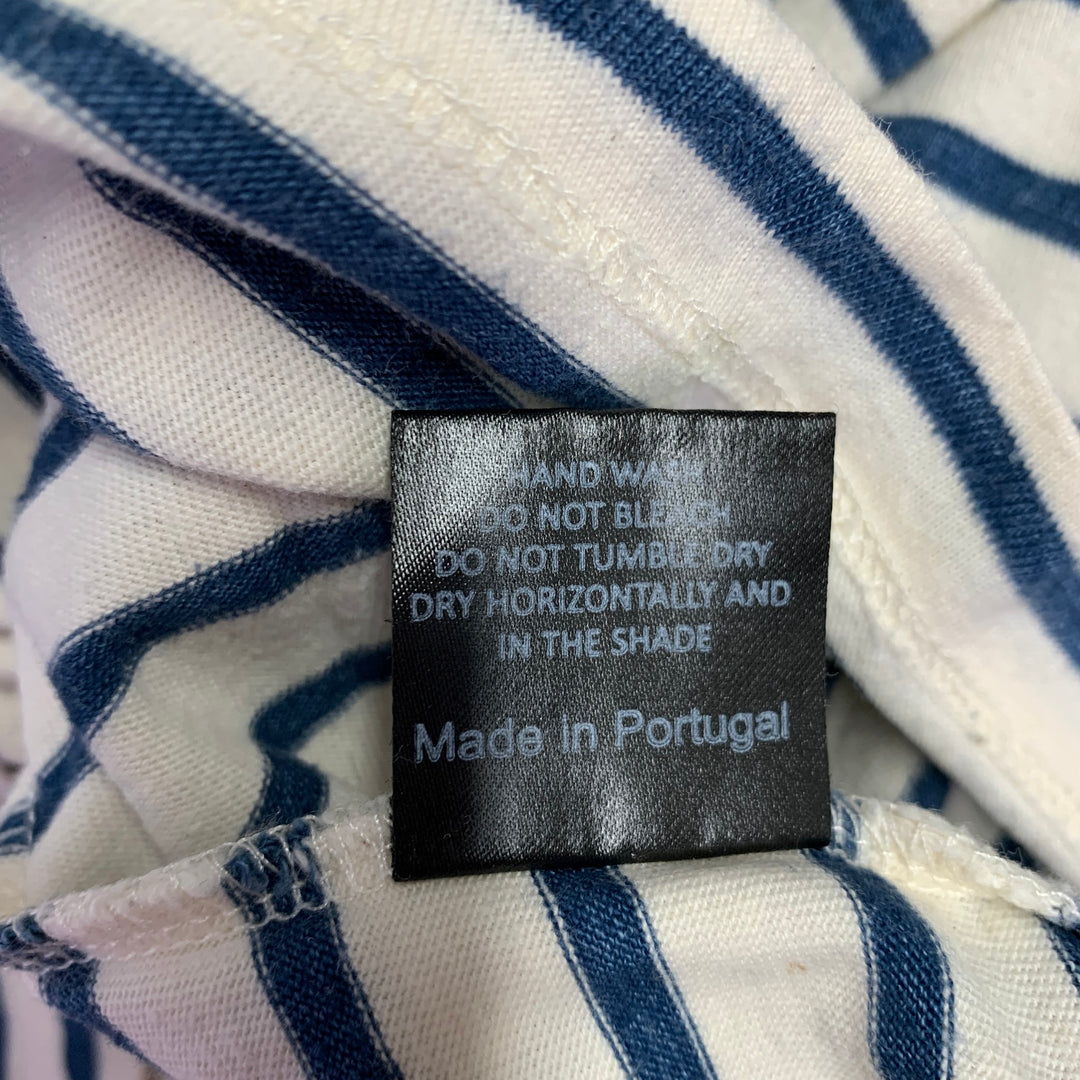 HAND WASH
DO NOT BLEACH
DO NOT TUMBLE DRY
DRY HORIZONTALLY AND
IN THE SHADE
Made in Portugal